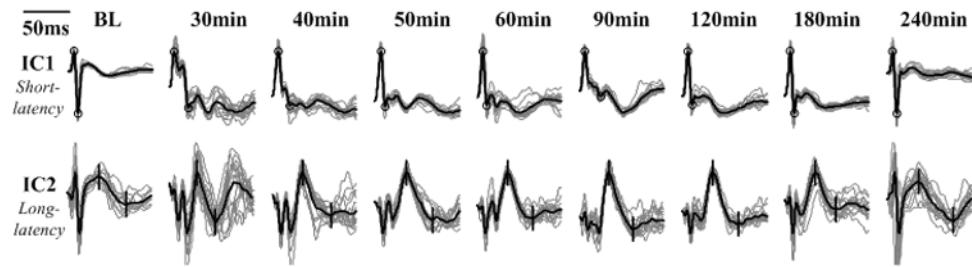 BL 30min 40min 50min 60min 90min 120min 180min 240min
50ms
IC1
Short-
latency
IC2
Long-
latency